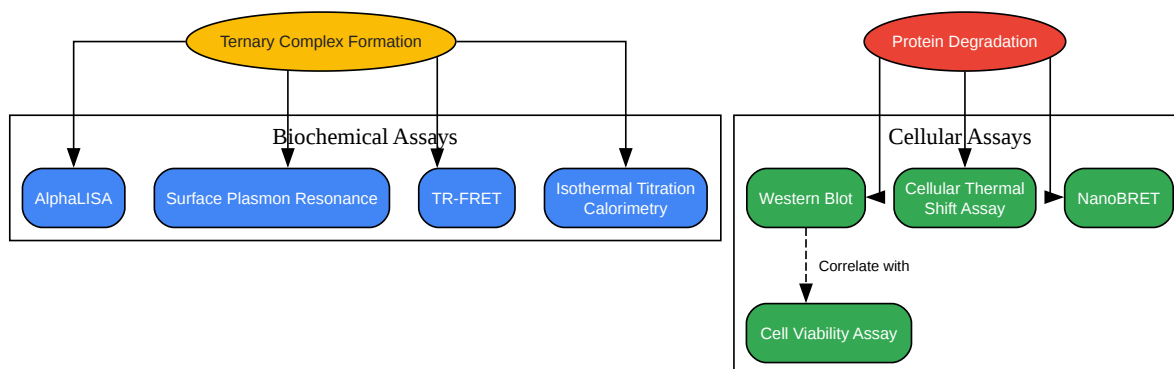 Ternary Complex Formation
Protein Degradation
Biochemical Assays
Cellular Assays
AlphaLISA
Surface Plasmon Resonance
TR-FRET
Isothermal Titration
Calorimetry
Western Blot
Cellular Thermal
Shift Assay
NanoBRET
Correlate with
Cell Viability Assay